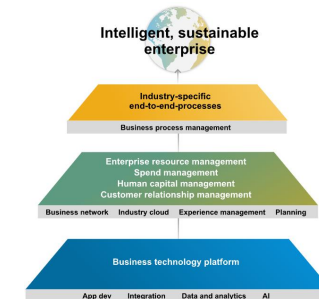 Intelligent, sustainable
enterprise
Industry-specific
end-to-end-processes
Business process management
Enterprise resource management
Spend management
Human capital management
Customer relationship management
Business network Industry cloud Experience management Planning
Business technology platform
App dev Integration Data and analytics AI